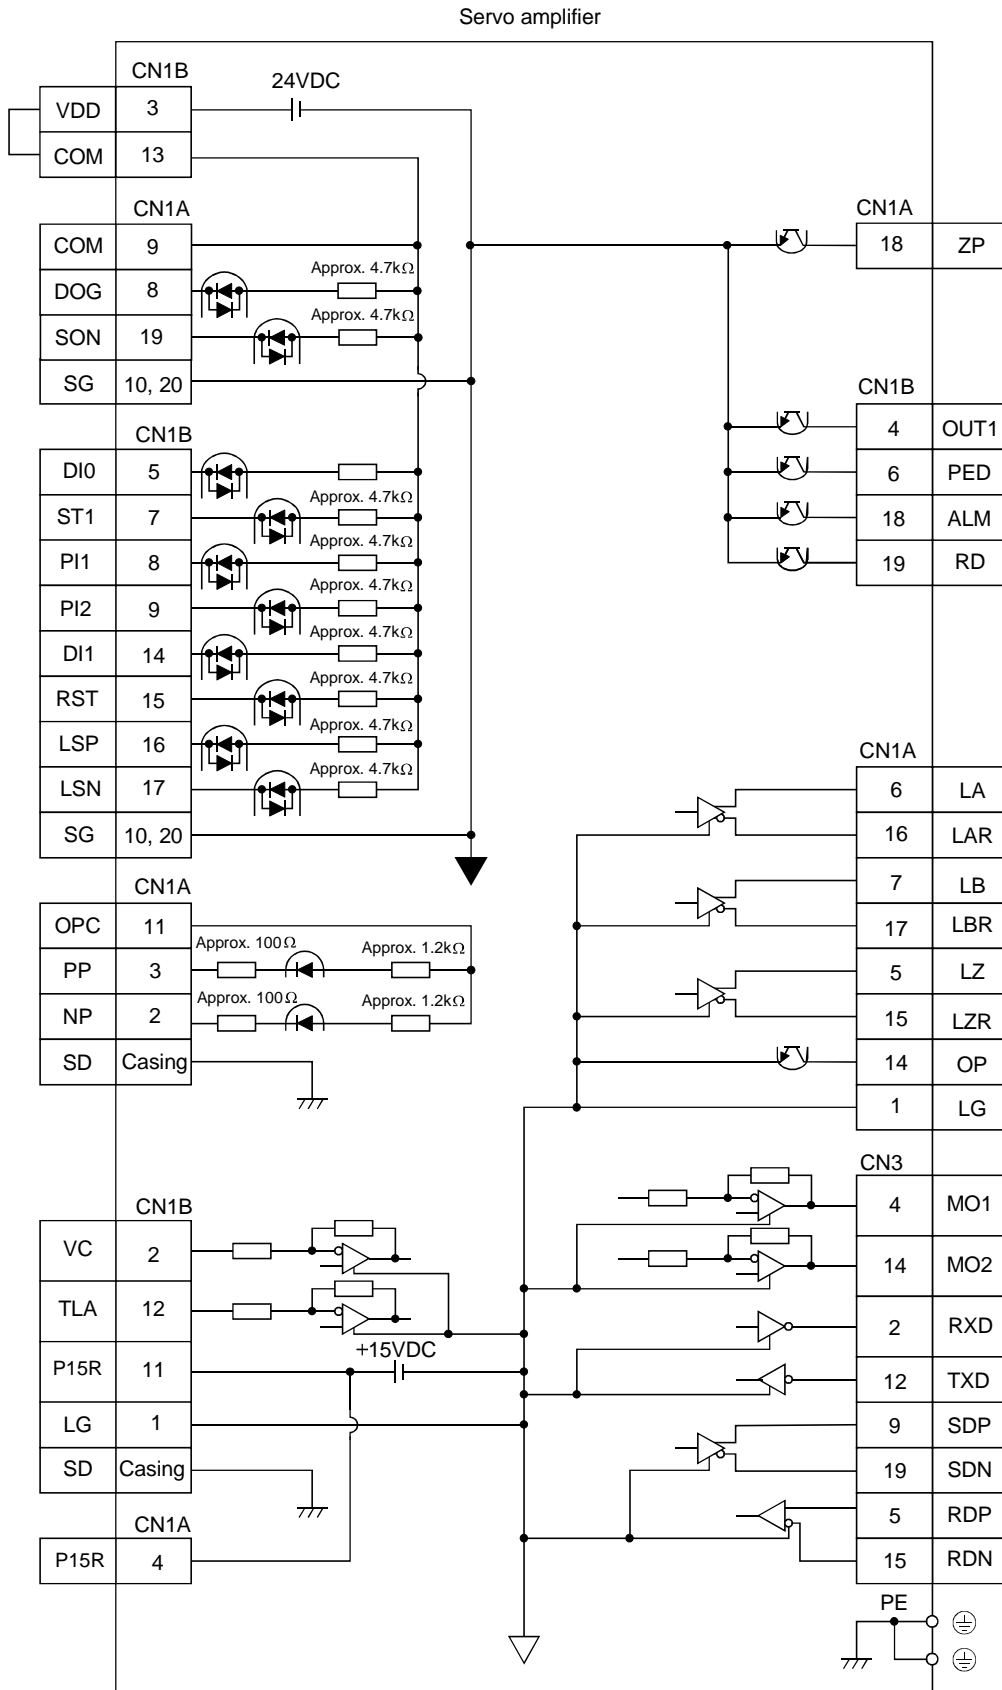 Servo amplifier
CN1B
24VDC
VDD 3
COM 13
CN1A
CN1A
COM 9
18 ZP
DOG 8 Approx. 4.7kΩ
SON 19 Approx. 4.7kΩ
SG 10, 20
CN1B
CN1B
4 OUT1
DI0 5
6 PED
ST1 7 Approx. 4.7kΩ
18 ALM
PI1 8 Approx. 4.7kΩ
19 RD
PI2 9 Approx. 4.7kΩ
DI1 14 Approx. 4.7kΩ
RST 15 Approx. 4.7kΩ
LSP 16 Approx. 4.7kΩ
CN1A
LSN 17 Approx. 4.7kΩ
6 LA
SG 10, 20
16 LAR
CN1A
7 LB
OPC 11
17 LBR
PP 3 Approx. 100Ω Approx. 1.2kΩ
5 LZ
NP 2 Approx. 100Ω Approx. 1.2kΩ
15 LZR
SD Casing
14 OP
1 LG
CN3
CN1B
4 MO1
VC 2
14 MO2
TLA 12
2 RXD
+15VDC
P15R 11
12 TXD
LG 1
9 SDP
SD Casing
19 SDN
CN1A
5 RDP
P15R 4
15 RDN
PE